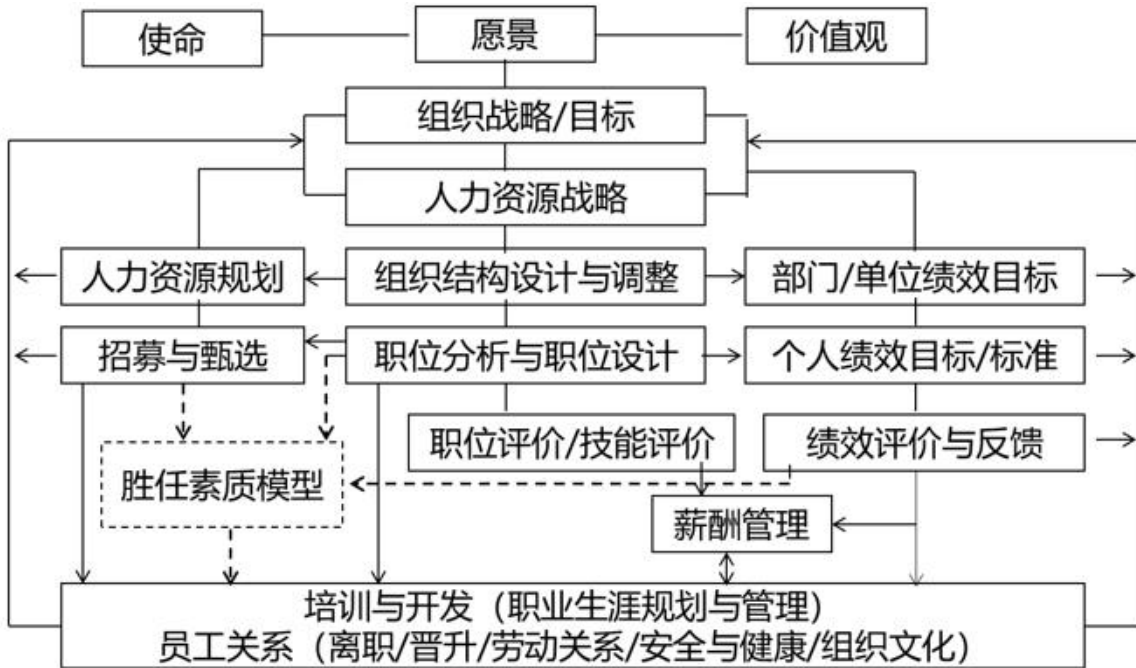 使命
愿景
价值观
组织战略/目标
人力资源战略
人力资源规划
组织结构设计与调整
部门/单位绩效目标
招募与甄选
职位分析与职位设计
个人绩效目标/标准
职位评价/技能评价
绩效评价与反馈
胜任素质模型
薪酬管理
培训与开发（职业生涯规划与管理）
员工关系（离职/晋升/劳动关系/安全与健康/组织文化）